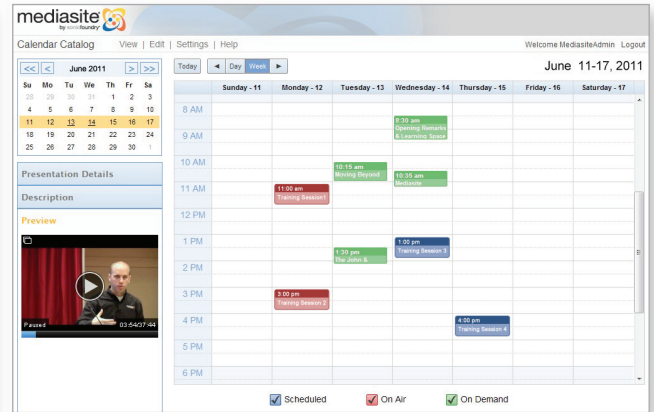 mediasite
by sonicfoundry
Calendar Catalog View | Edit | Settings | Help Welcome MediasiteAdmin Logout
<< < June 2011 > >>
Today ◄ Day Week ► June 11-17, 2011
Su Mo Tu We Th Fr Sa
28 29 30 31 1 2 3
4 5 6 7 8 9 10
11 12 13 14 15 16 17
18 19 20 21 22 23 24
25 26 27 28 29 30 1
Presentation Details
Description
Preview
Paused 03:54/37:44
Sunday - 11 Monday - 12 Tuesday - 13 Wednesday - 14 Thursday - 15 Friday - 16 Saturday - 17
8 AM
8:30 am
Opening Remarks
& Learning Space
9 AM
10 AM
10:15 am
Moving Beyond
10:35 am
Mediasite
11 AM
11:00 am
Training Session 1
12 PM
1 PM
1:00 pm
Training Session 3
1:30 pm
The John &
2 PM
3 PM
3:00 pm
Training Session 2
4 PM
4:00 pm
Training Session 4
5 PM
6 PM
Scheduled On Air On Demand